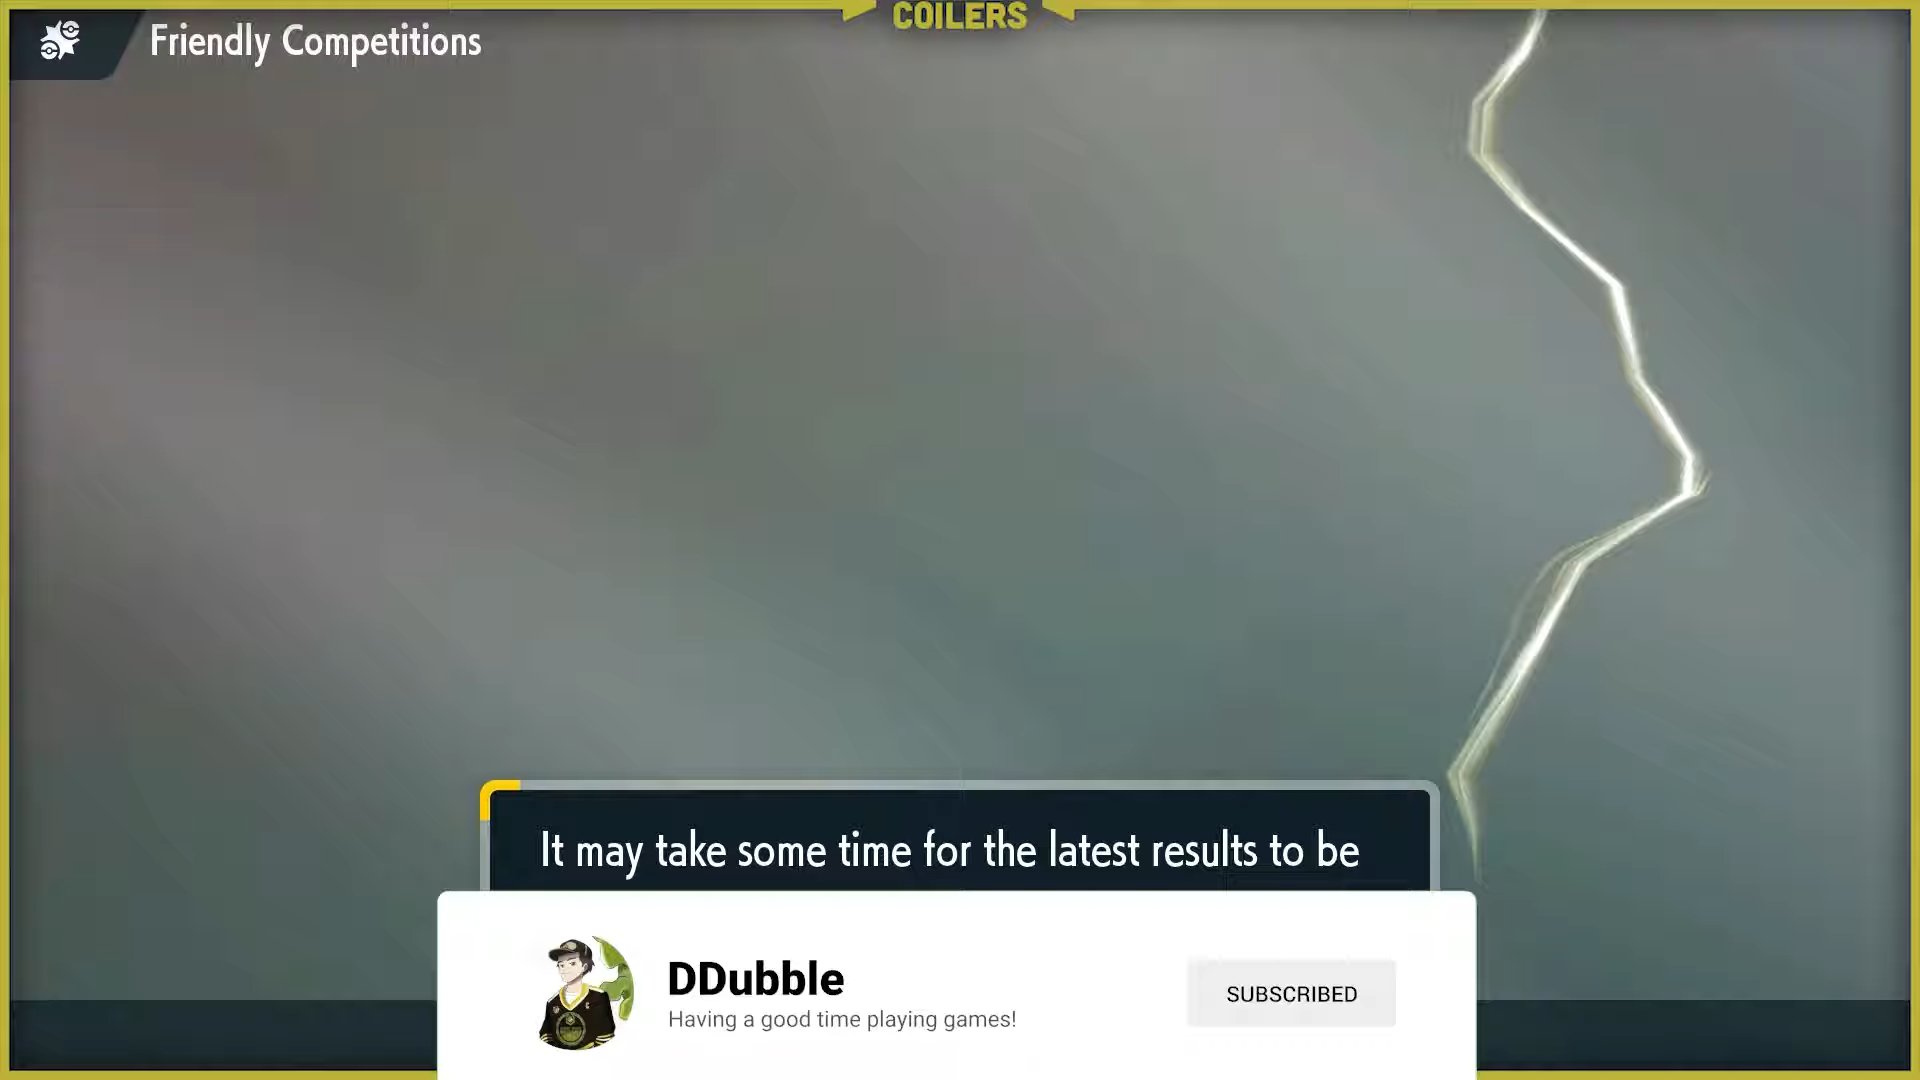 COILERS
Friendly Competitions
It may take some time for the latest results to be
DDubble
Having a good time playing games!
SUBSCRIBED